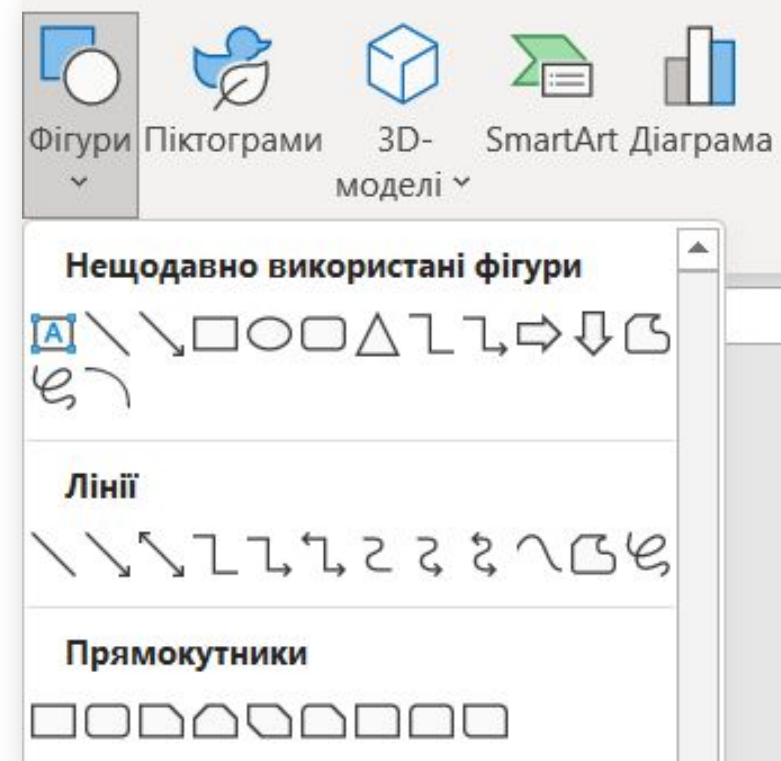 Фігури Піктограми 3D-моделі SmartArt Діаграма
Нещодавно використані фігури
A
Лінії
Прямокутники